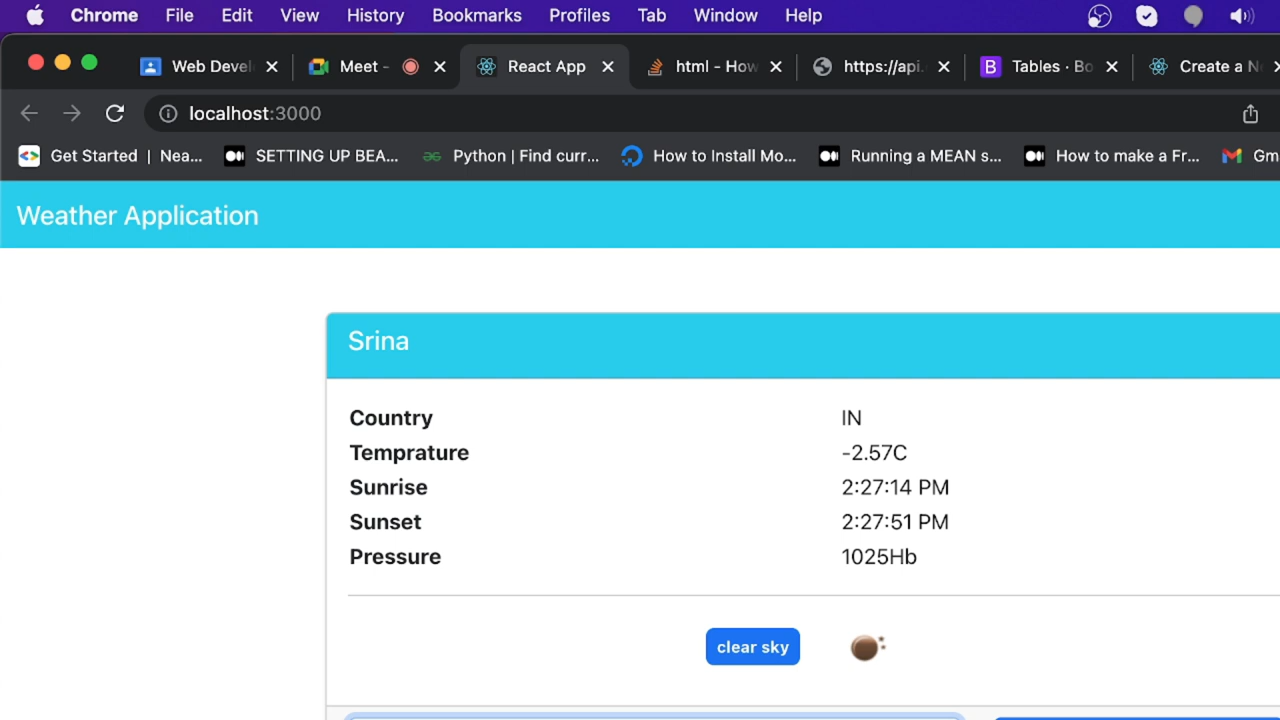 Chrome File Edit View History Bookmarks Profiles Tab Window Help
Web Devel Meet - React App html - How https://api. B Tables · Bo Create a N
localhost:3000
Get Started | Nea... SETTING UP BEA... Python | Find curr... How to Install Mo... Running a MEAN s... How to make a Fr... Gm
Weather Application
Srina
Country IN
Temprature -2.57C
Sunrise 2:27:14 PM
Sunset 2:27:51 PM
Pressure 1025Hb
clear sky